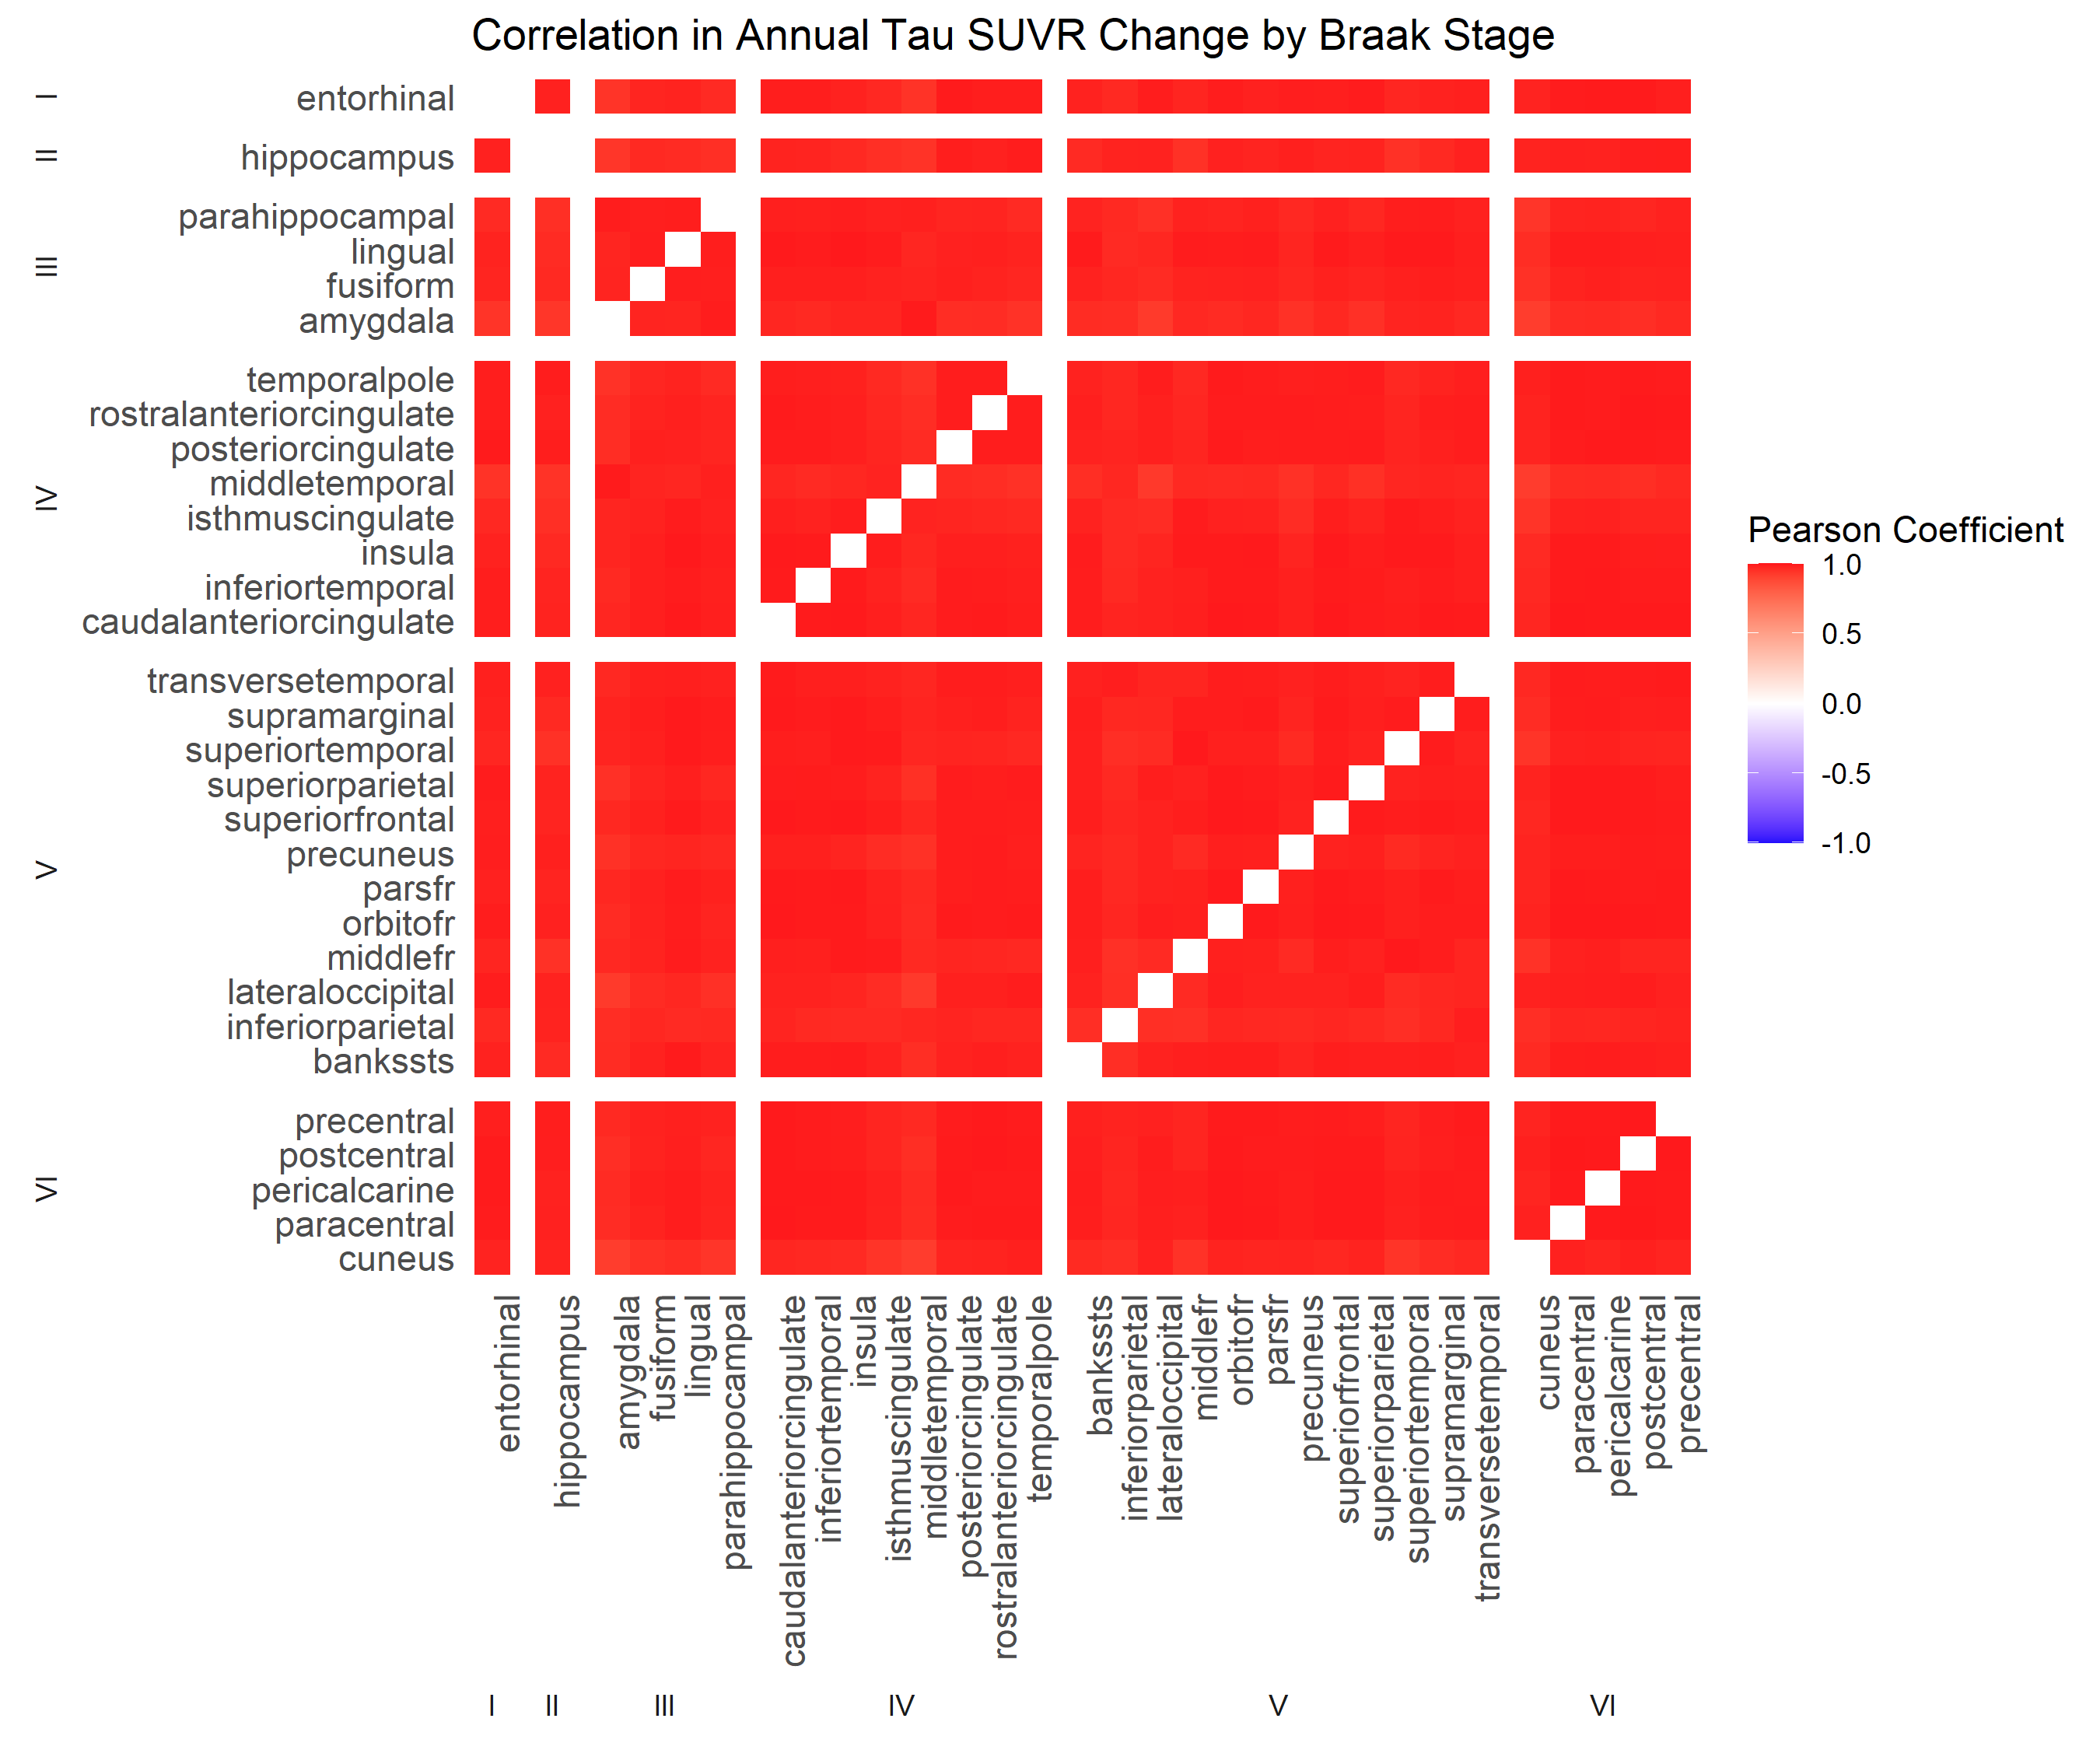 Correlation in Annual Tau SUVR Change by Braak Stage
I
entorhinal
II
hippocampus
III
parahippocampal
lingual
fusiform
amygdala
IV
temporalpole
rostralanteriorcingulate
posteriorcingulate
middletemporal
isthmuscingulate
insula
inferiortemporal
caudalanteriorcingulate
V
transversetemporal
supramarginal
superiortemporal
superiorparietal
superiorfrontal
precuneus
parsfr
orbitofr
middlefr
lateraloccipital
inferiorparietal
bankssts
VI
precentral
postcentral
pericalcarine
paracentral
cuneus
entorhinal
hippocampus
amygdala
fusiform
lingual
parahippocampal
caudalanteriorcingulate
inferiortemporal
insula
isthmuscingulate
middletemporal
posteriorcingulate
rostralanteriorcingulate
temporalpole
bankssts
inferiorparietal
lateraloccipital
middlefr
orbitofr
parsfr
precuneus
superiorfrontal
superiorparietal
superiortemporal
supramarginal
transversetemporal
cuneus
paracentral
pericalcarine
postcentral
precentral
I
II
III
IV
V
VI
Pearson Coefficient
1.0
0.5
0.0
-0.5
-1.0